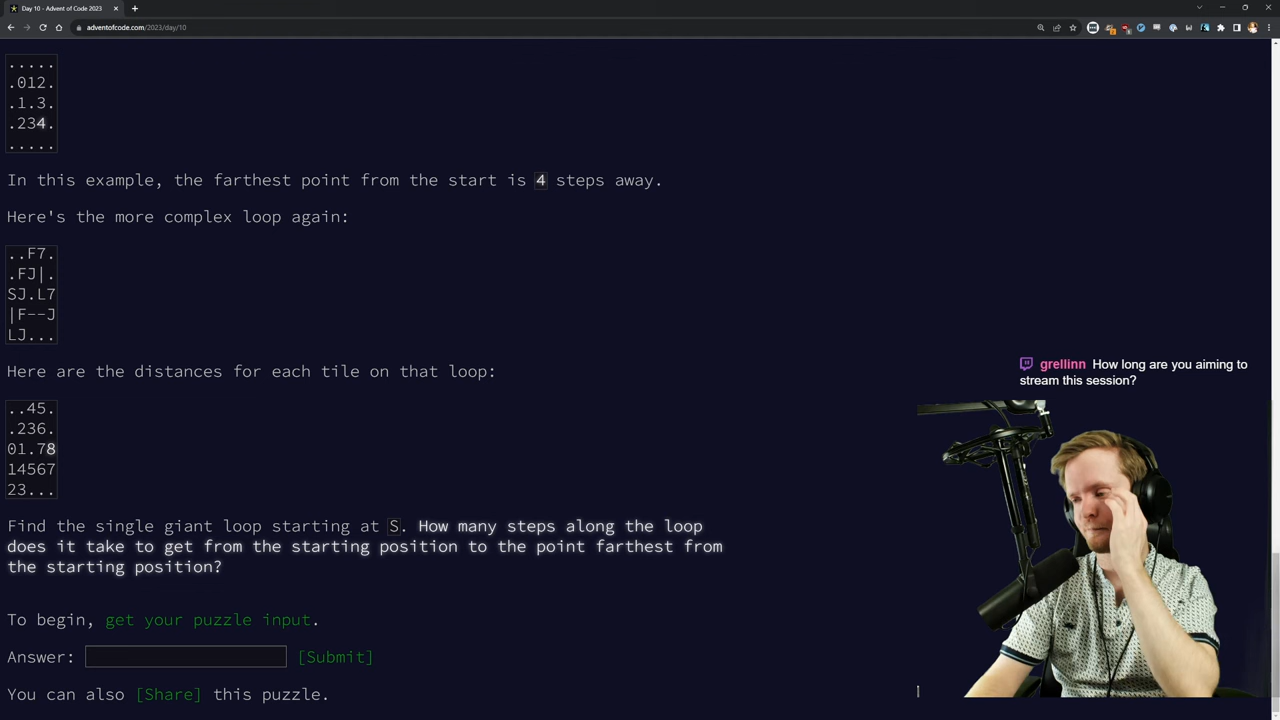 Day 10 - Advent of Code 2023
adventofcode.com/2023/day/10
.....
.012.
.1.3.
.234.
.....
In this example, the farthest point from the start is 4 steps away.
Here's the more complex loop again:
..F7.
.FJ|.
SJ.L7
|F--J
LJ...
Here are the distances for each tile on that loop:
..45.
.236.
01.78
14567
23...
Find the single giant loop starting at S. How many steps along the loop
does it take to get from the starting position to the point farthest from
the starting position?
To begin, get your puzzle input.
Answer: [Submit]
You can also [Share] this puzzle.
grellinn How long are you aiming to
stream this session?